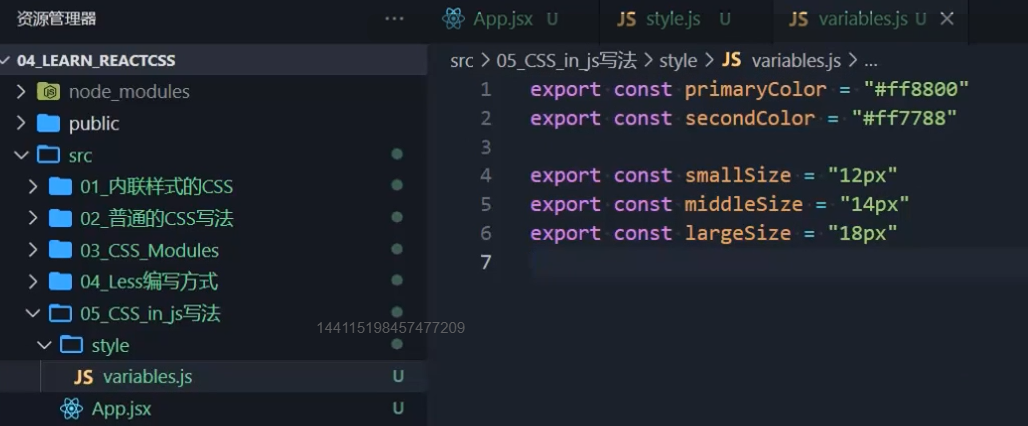 资源管理器
...
App.jsx U
style.js U
variables.js U
04_LEARN_REACTCSS
node_modules
public
src
01_内联样式的CSS
02_普通的CSS写法
03_CSS_Modules
04_Less编写方式
05_CSS_in_js写法
style
variables.js U
App.jsx U
144115198457477209
src > 05_CSS_in_js写法 > style > JS variables.js > ...
1 export const primaryColor = "#ff8800"
2 export const secondColor = "#ff7788"
3
4 export const smallSize = "12px"
5 export const middleSize = "14px"
6 export const largeSize = "18px"
7